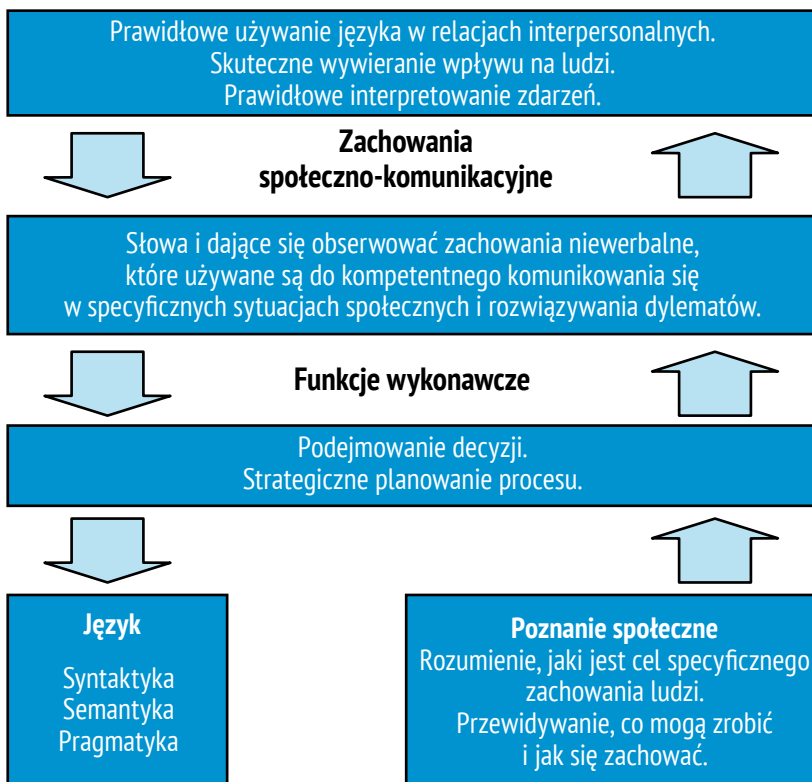 Prawidłowe używanie języka w relacjach interpersonalnych.
Skuteczne wywieranie wpływu na ludzi.
Prawidłowe interpretowanie zdarzeń.
Zachowania
społeczno-komunikacyjne
Słowa i dające się obserwować zachowania niewerbalne,
które używane są do kompetentnego komunikowania się
w specyficznych sytuacjach społecznych i rozwiązywania dylematów.
Funkcje wykonawcze
Podejmowanie decyzji.
Strategiczne planowanie procesu.
Język
Syntaktyka
Semantyka
Pragmatyka
Poznanie społeczne
Rozumienie, jaki jest cel specyficznego
zachowania ludzi.
Przewidywanie, co mogą zrobić
i jak się zachować.